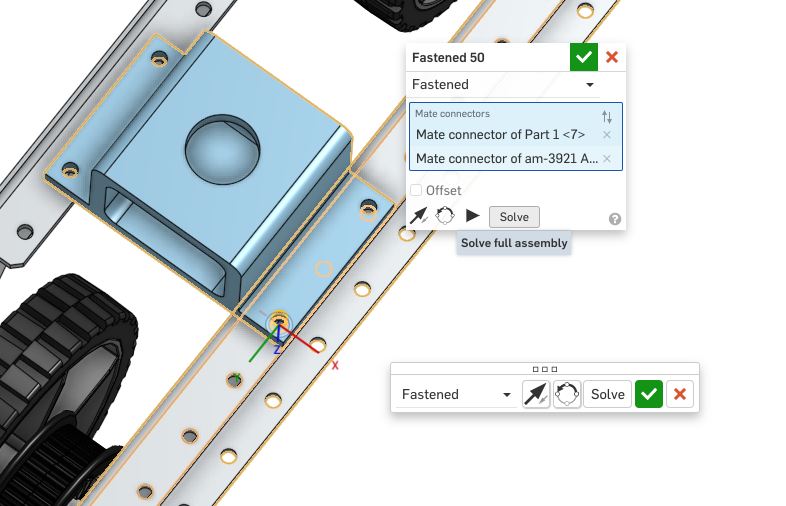 Fastened 50
Fastened
Mate connectors
Mate connector of Part 1 <7>
Mate connector of am-3921 A...
Offset
Solve
Solve full assembly
Z
X
Fastened
Solve